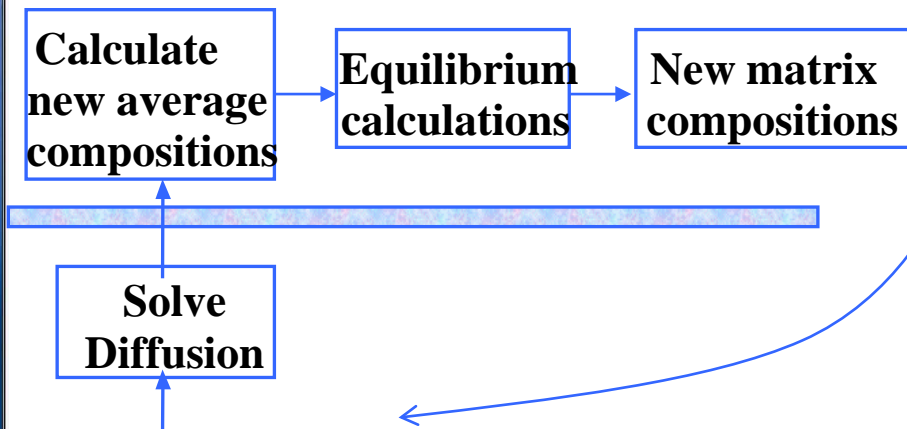 Calculate
new average
compositions
Equilibrium
calculations
New matrix
compositions
Solve
Diffusion